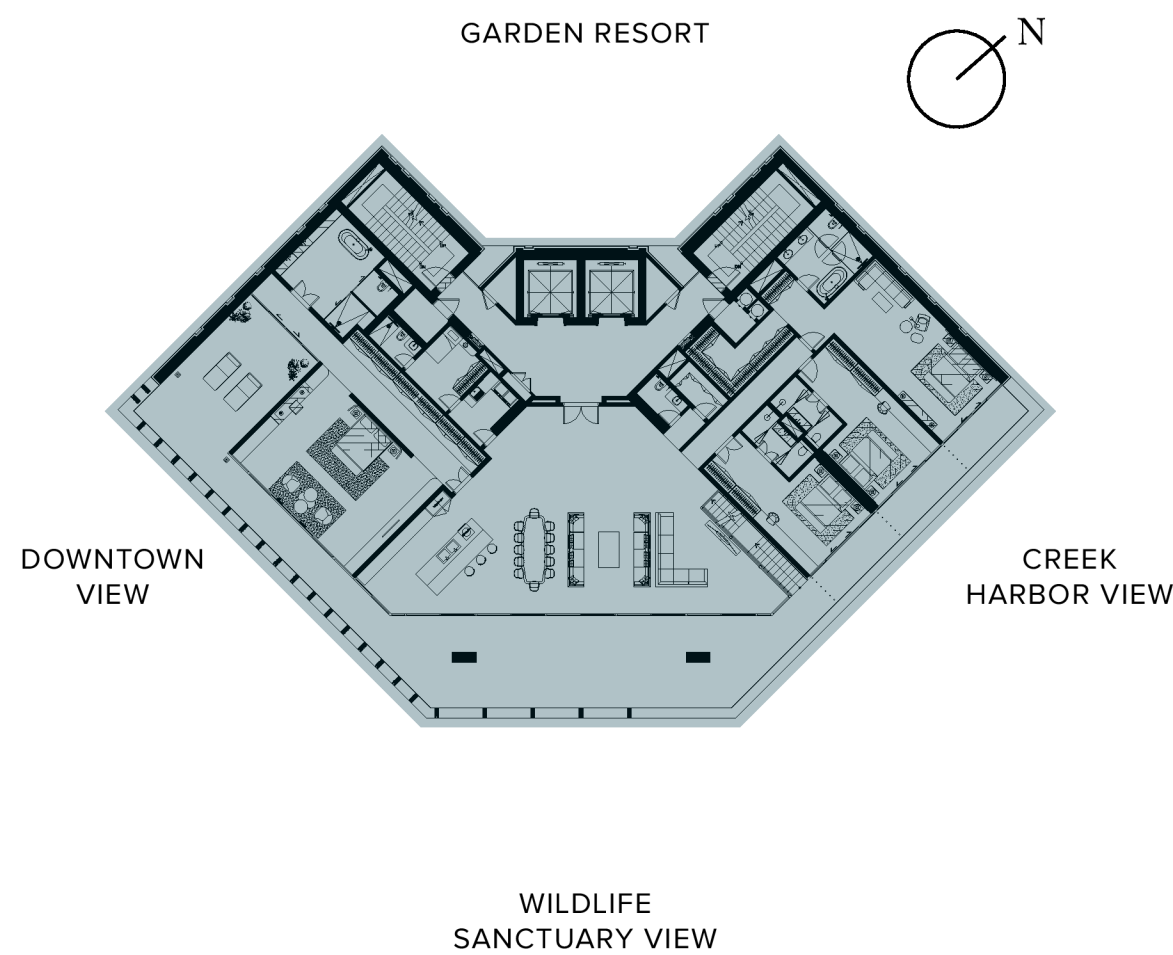 GARDEN RESORT
N
DOWNTOWN
VIEW
CREEK
HARBOR VIEW
WILDLIFE
SANCTUARY VIEW